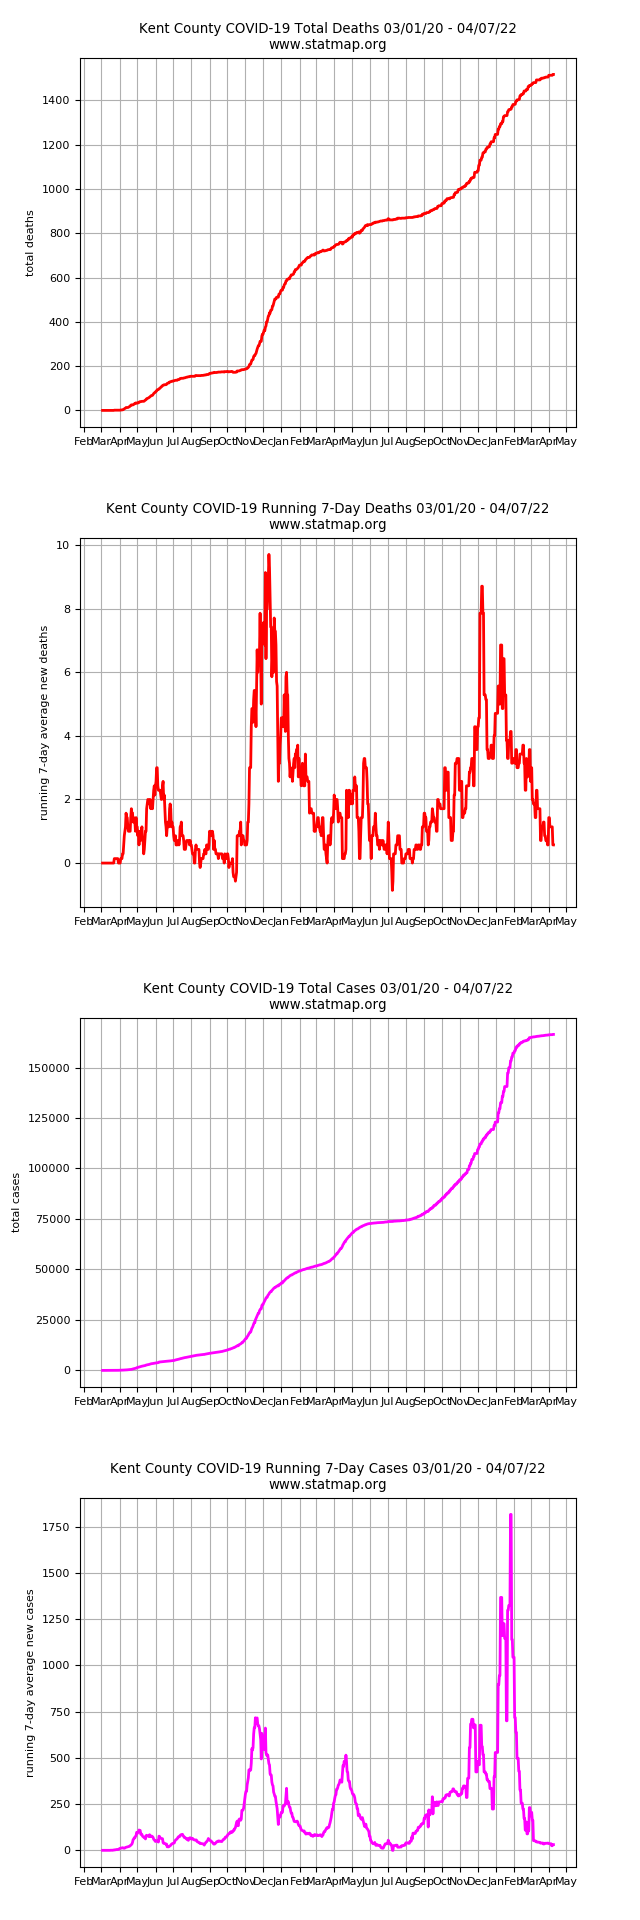 Kent County COVID-19 Total Deaths 03/01/20 - 04/07/22
www.statmap.org
1400
1200
1000
800
600
400
200
0
total deaths
Feb Mar Apr May Jun Jul Aug Sep Oct Nov Dec Jan Feb Mar Apr May Jun Jul Aug Sep Oct Nov Dec Jan Feb Mar Apr May
Kent County COVID-19 Running 7-Day Deaths 03/01/20 - 04/07/22
www.statmap.org
10
8
6
4
2
0
running 7-day average new deaths
Feb Mar Apr May Jun Jul Aug Sep Oct Nov Dec Jan Feb Mar Apr May Jun Jul Aug Sep Oct Nov Dec Jan Feb Mar Apr May
Kent County COVID-19 Total Cases 03/01/20 - 04/07/22
www.statmap.org
150000
125000
100000
75000
50000
25000
0
total cases
Feb Mar Apr May Jun Jul Aug Sep Oct Nov Dec Jan Feb Mar Apr May Jun Jul Aug Sep Oct Nov Dec Jan Feb Mar Apr May
Kent County COVID-19 Running 7-Day Cases 03/01/20 - 04/07/22
www.statmap.org
1750
1500
1250
1000
750
500
250
0
running 7-day average new cases
Feb Mar Apr May Jun Jul Aug Sep Oct Nov Dec Jan Feb Mar Apr May Jun Jul Aug Sep Oct Nov Dec Jan Feb Mar Apr May